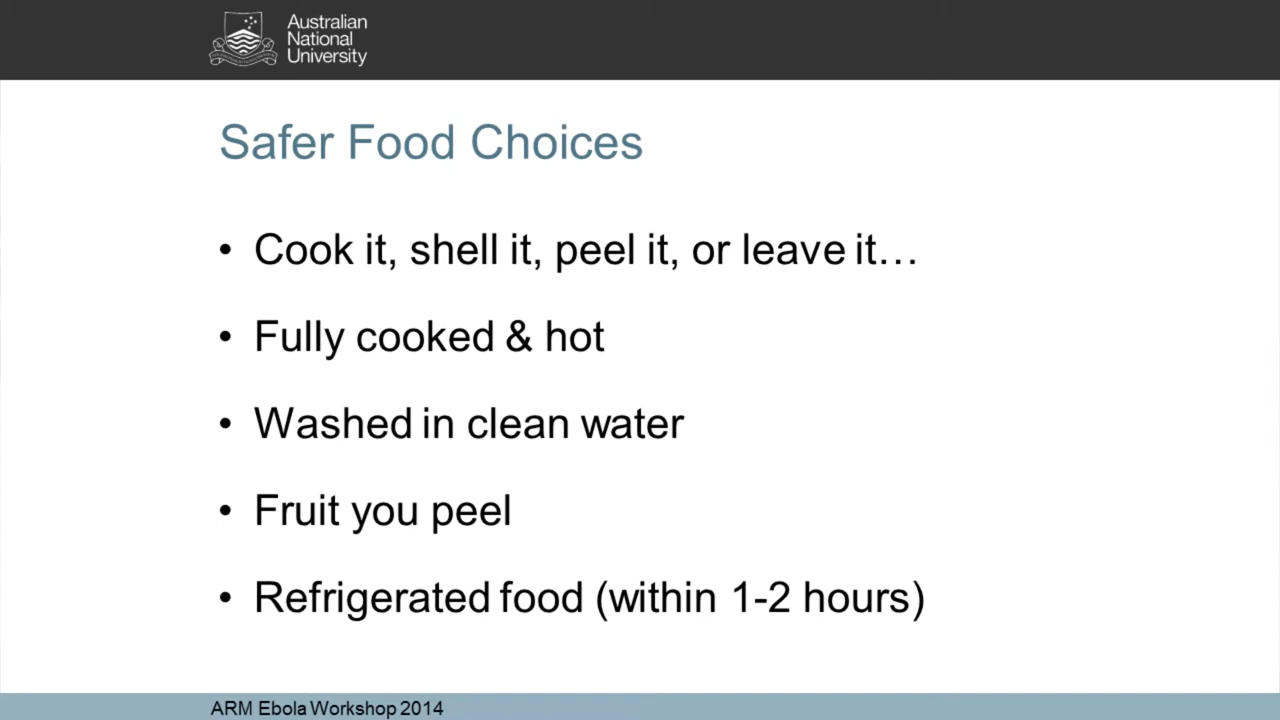 Australian
National
University
Safer Food Choices
• Cook it, shell it, peel it, or leave it…
• Fully cooked & hot
• Washed in clean water
• Fruit you peel
• Refrigerated food (within 1-2 hours)
ARM Ebola Workshop 2014